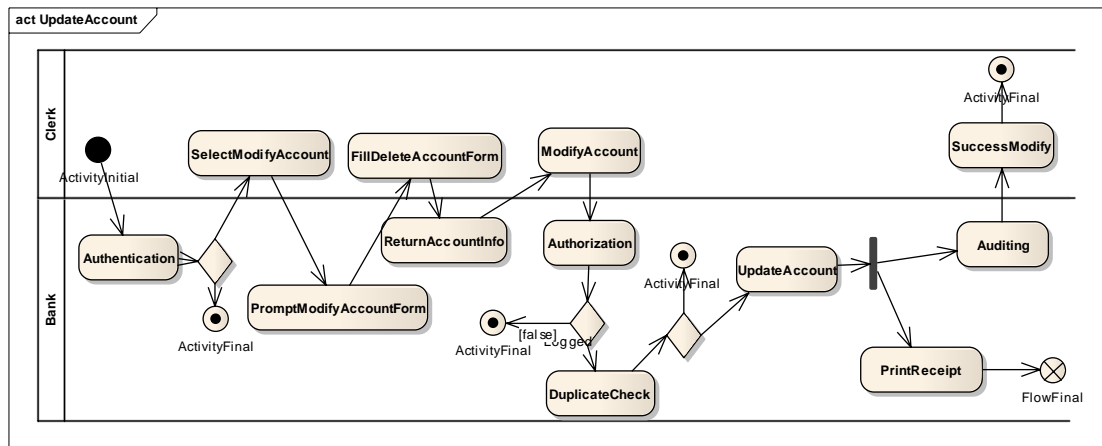 act UpdateAccount
Clerk
ActivityInitial
SelectModifyAccount
FillDeleteAccountForm
ModifyAccount
ActivityFinal
SuccessModify
Bank
Authentication
ActivityFinal
PromptModifyAccountForm
ReturnAccountInfo
Authorization
[false]
Logged
ActivityFinal
DuplicateCheck
ActivityFinal
UpdateAccount
Auditing
PrintReceipt
FlowFinal